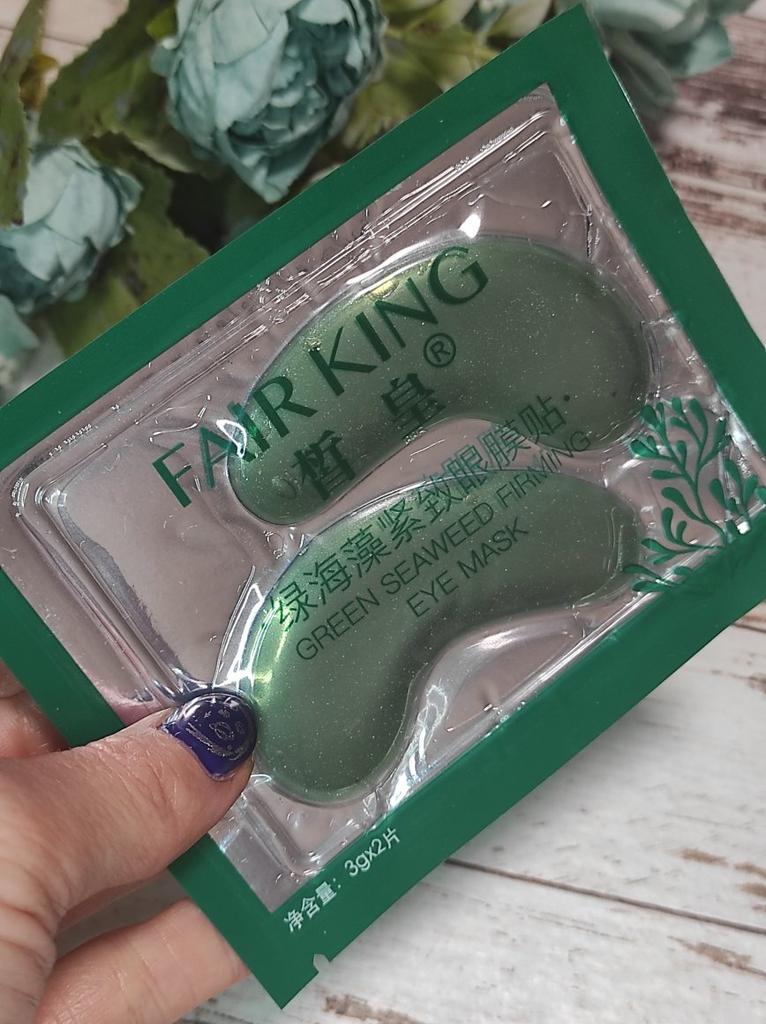 FAIR KING
皙 皇®
绿海藻紧致眼膜贴·
GREEN SEAWEED FIRMING
EYE MASK
净含量：3gx2片